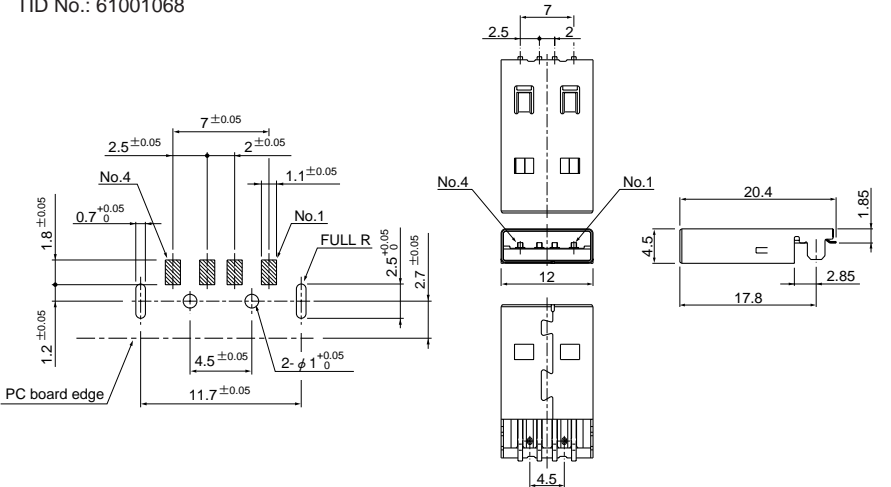 TID No.: 61001068
7±0.05
2.5±0.05
2±0.05
No.4
1.1±0.05
0.7+0.05 0
No.1
FULL R
1.8±0.05
2.5+0.05 0
2.7±0.05
1.2±0.05
4.5±0.05
2-φ1+0.05 0
PC board edge
11.7±0.05
7
2.5
2
No.4
No.1
12
4.5
20.4
1.85
4.5
2.85
17.8